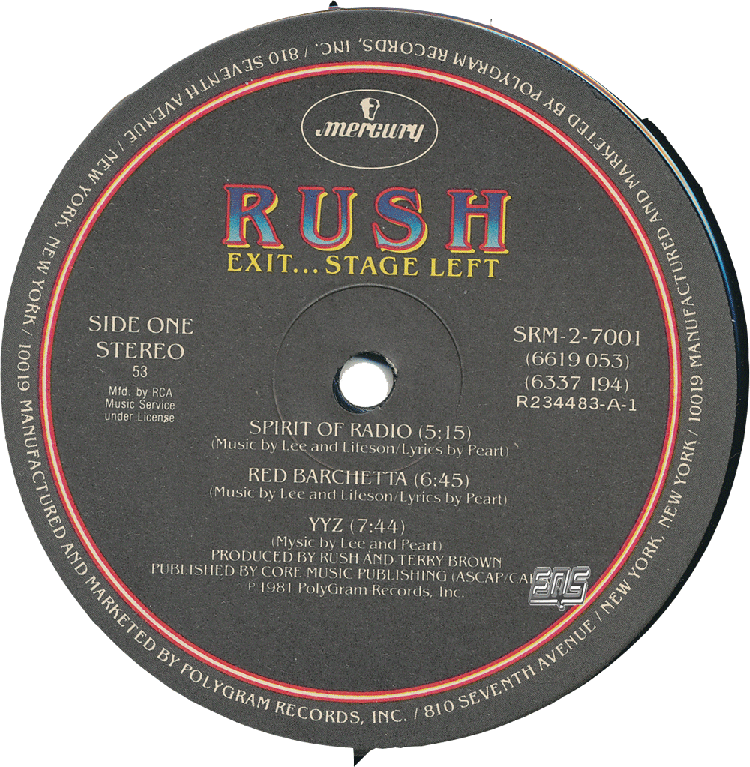 mercury
RUSH
EXIT... STAGE LEFT
SIDE ONE
STEREO
53
Mfd. by RCA
Music Service
under License
SRM-2-7001
(6619 053)
(6337 194)
R234483-A-1
SPIRIT OF RADIO (5:15)
(Music by Lee and Lifeson/Lyrics by Peart)
RED BARCHETTA (6:45)
(Music by Lee and Lifeson/Lyrics by Peart)
YYZ (7:44)
(Mysic by Lee and Peart)
PRODUCED BY RUSH AND TERRY BROWN
PUBLISHED BY CORE MUSIC PUBLISHING (ASCAP/CA
℗ 1981 PolyGram Records, Inc.
MANUFACTURED AND MARKETED BY POLYGRAM RECORDS, INC. / 810 SEVENTH AVENUE / NEW YORK, NEW YORK / 10019
MANUFACTURED AND MARKETED BY POLYGRAM RECORDS, INC. / 810 SEVENTH AVENUE / NEW YORK, NEW YORK / 10019